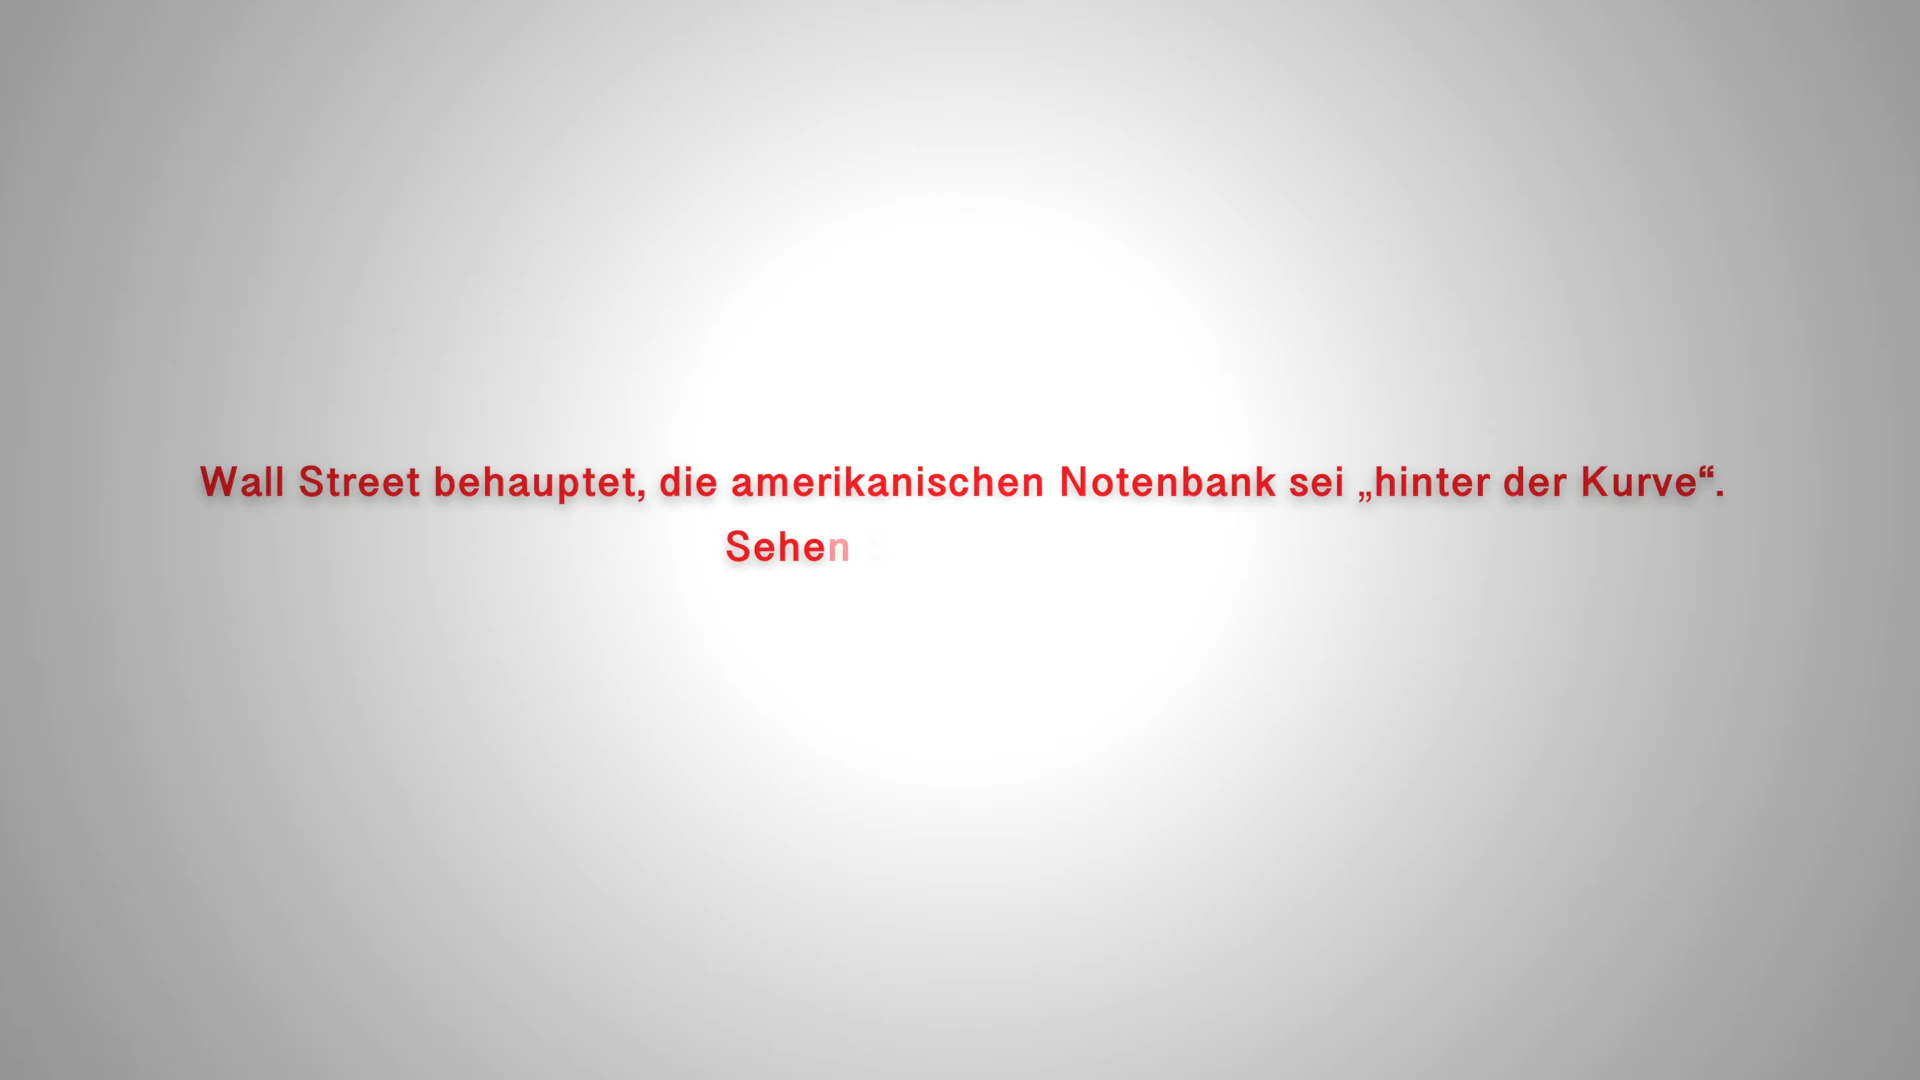 Wall Street behauptet, die amerikanischen Notenbank sei „hinter der Kurve“.
Sehen